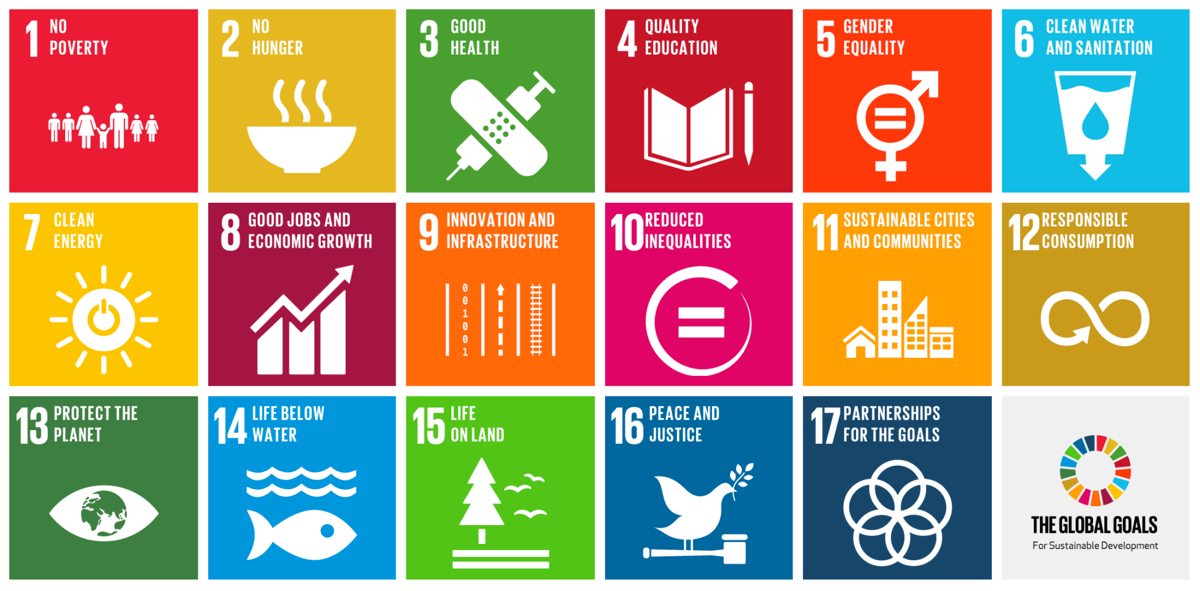 1 NO
POVERTY
2 NO
HUNGER
3 GOOD
HEALTH
4 QUALITY
EDUCATION
5 GENDER
EQUALITY
6 CLEAN WATER
AND SANITATION
7 CLEAN
ENERGY
8 GOOD JOBS AND
ECONOMIC GROWTH
9 INNOVATION AND
INFRASTRUCTURE
0
0
1
0
0
1
10 REDUCED
INEQUALITIES
11 SUSTAINABLE CITIES
AND COMMUNITIES
12 RESPONSIBLE
CONSUMPTION
13 PROTECT THE
PLANET
14 LIFE BELOW
WATER
15 LIFE
ON LAND
16 PEACE AND
JUSTICE
17 PARTNERSHIPS
FOR THE GOALS
THE GLOBAL GOALS
For Sustainable Development